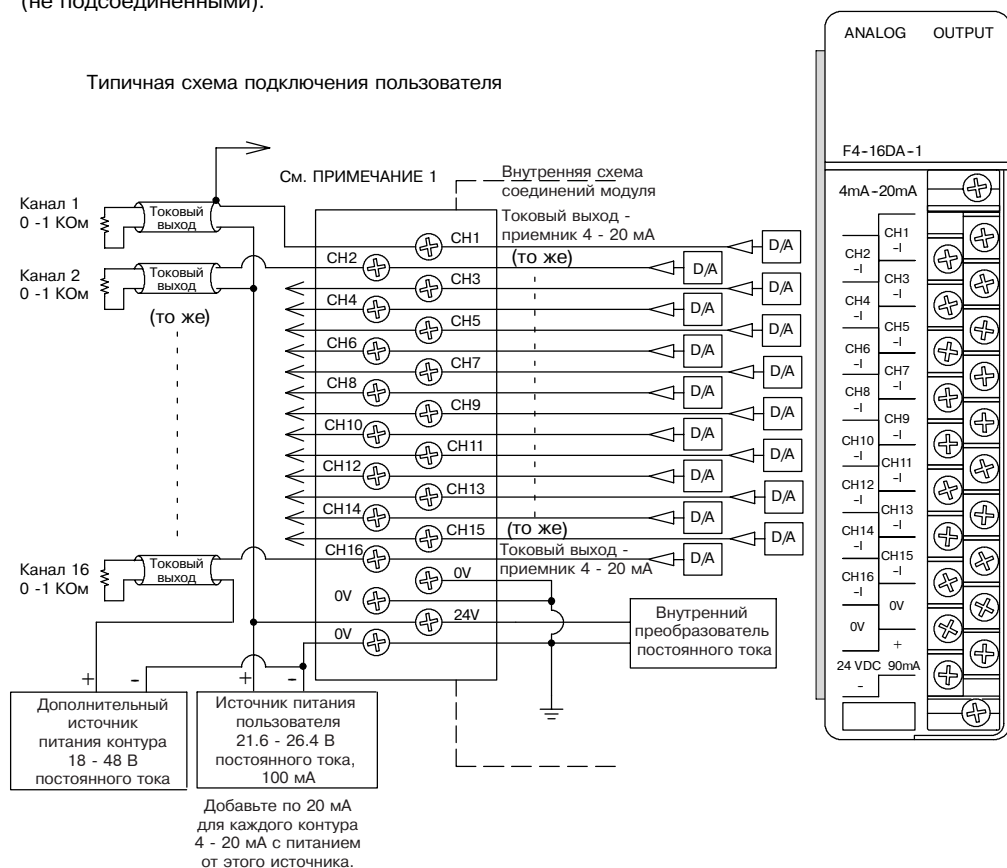 (не подсоединенными).
Типичная схема подключения пользователя
См. ПРИМЕЧАНИЕ 1
Внутренняя схема
соединений модуля
Токовый выход -
приемник 4 - 20 мА
(то же)
Канал 1
0 -1 КОм
Токовый
выход
Канал 2
0 -1 КОм
Токовый
выход
(то же)
Канал 16
0 -1 КОм
Токовый
выход
CH1
D/A
CH2
D/A
CH3
D/A
CH4
D/A
CH5
D/A
CH6
D/A
CH7
D/A
CH8
D/A
CH9
D/A
CH10
D/A
CH11
D/A
CH12
D/A
CH13
D/A
CH14
D/A
CH15
(то же)
D/A
CH16
Токовый выход -
приемник 4 - 20 мА
D/A
0V
0V
24V
0V
Внутренний
преобразователь
постоянного тока
+ -
Дополнительный
источник
питания контура
18 - 48 В
постоянного тока
+ -
Источник питания
пользователя
21.6 - 26.4 В
постоянного тока,
100 мА
Добавьте по 20 мА
для каждого контура
4 - 20 мА с питанием
от этого источника.
ANALOG OUTPUT
F4-16DA-1
4mA-20mA
CH1
-I
CH2
-I
CH3
-I
CH4
-I
CH5
-I
CH6
-I
CH7
-I
CH8
-I
CH9
-I
CH10
-I
CH11
-I
CH12
-I
CH13
-I
CH14
-I
CH15
-I
CH16
-I
0V
0V
+
24 VDC 90mA
-